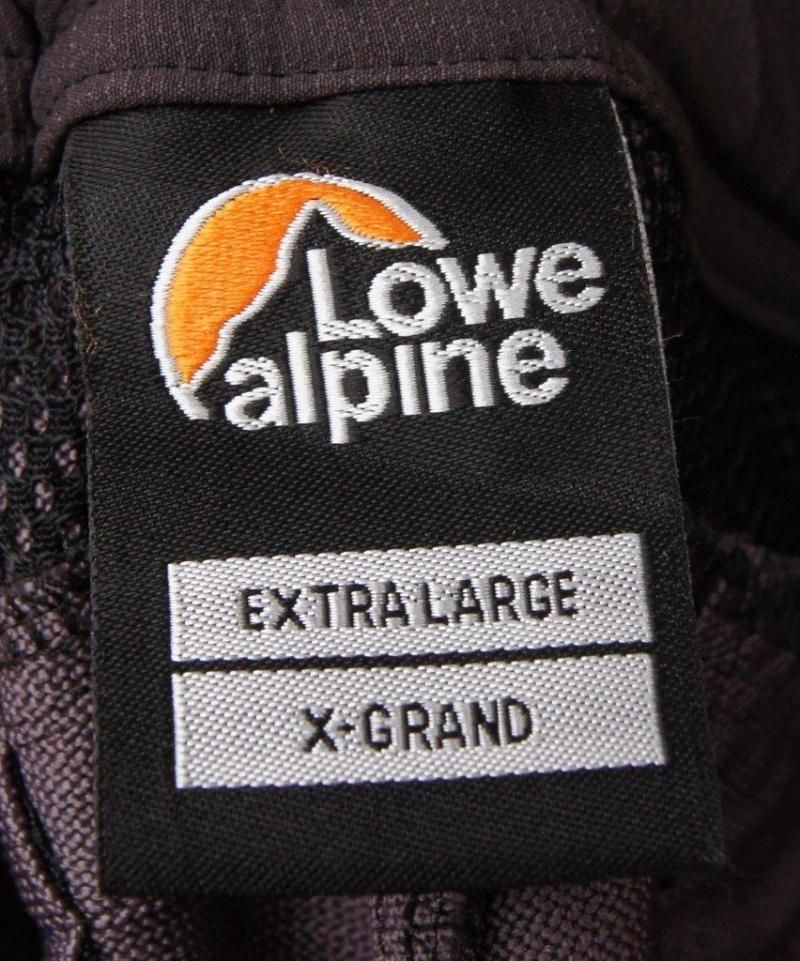 Lowe
alpine
EXTRA LARGE
X-GRAND